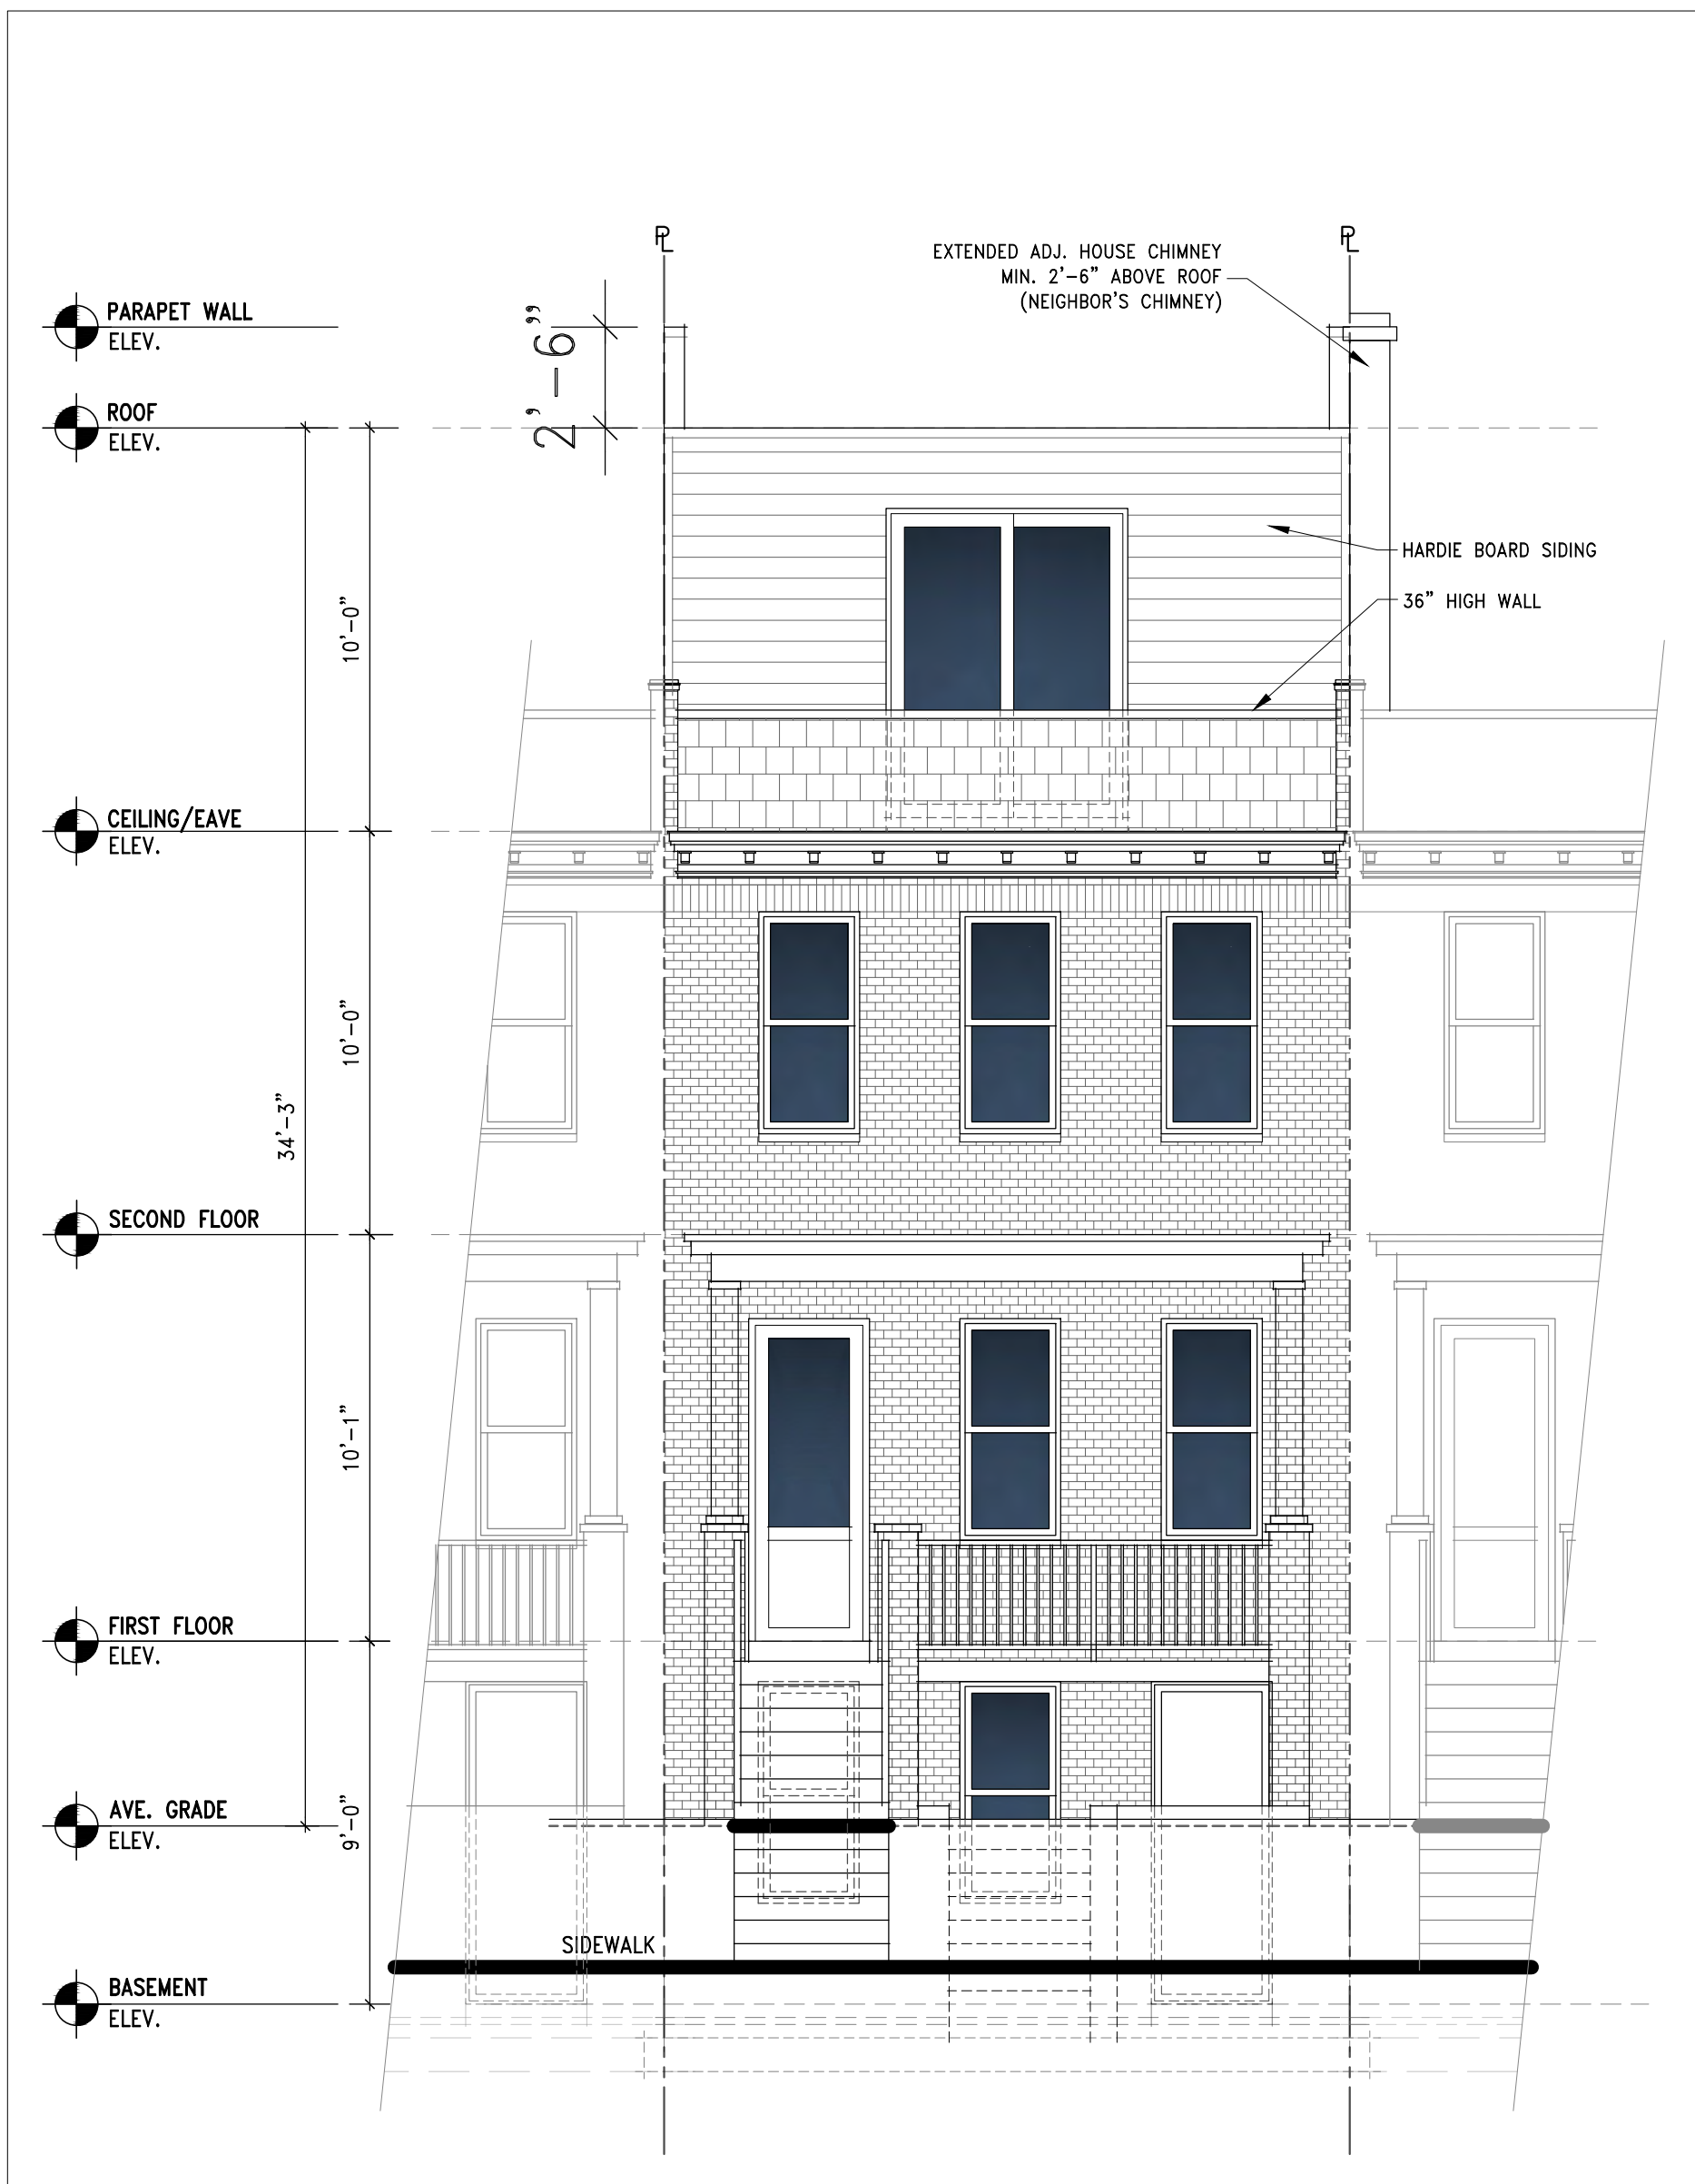 EXTENDED ADJ. HOUSE CHIMNEY
MIN. 2'-6" ABOVE ROOF
(NEIGHBOR'S CHIMNEY)
PL
PL
PARAPET WALL
ELEV.
2'-6"
ROOF
ELEV.
HARDIE BOARD SIDING
36" HIGH WALL
10'-0"
CEILING/EAVE
ELEV.
10'-0"
34'-3"
SECOND FLOOR
10'-1"
FIRST FLOOR
ELEV.
AVE. GRADE
ELEV.
9'-0"
SIDEWALK
BASEMENT
ELEV.